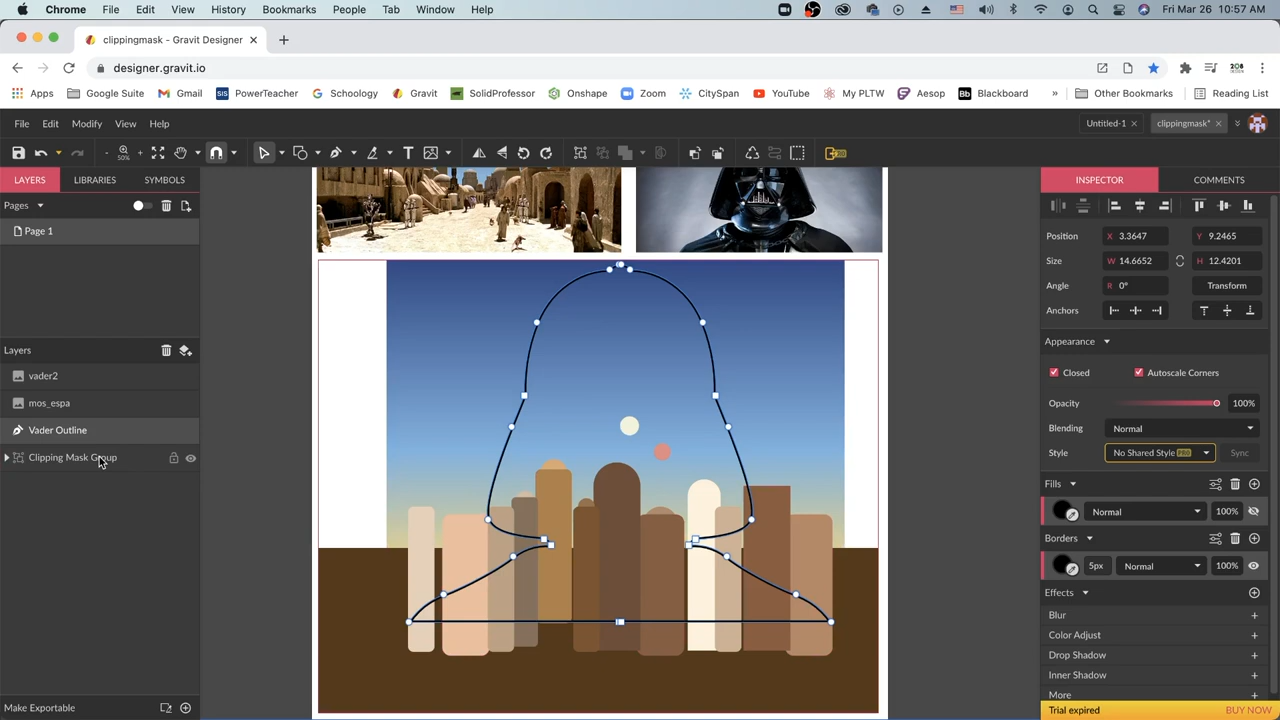 Chrome File Edit View History Bookmarks People Tab Window Help Fri Mar 26 10:57 AM
clippingmask - Gravit Designer
designer.gravit.io
Apps Google Suite Gmail PowerTeacher Schoology Gravit SolidProfessor Onshape Zoom CitySpan YouTube My PLTW Aesop Blackboard » Other Bookmarks Reading List
File Edit Modify View Help Untitled-1 clippingmask*
50%
LAYERS LIBRARIES SYMBOLS INSPECTOR COMMENTS
Pages
Page 1
Layers
vader2
mos_espa
Vader Outline
Clipping Mask Group
Make Exportable
Position X 3.3647 Y 9.2465
Size W 14.6652 H 12.4201
Angle R 0° Transform
Anchors
Appearance
Closed Autoscale Corners
Opacity 100%
Blending Normal
Style No Shared Style PRO Sync
Fills
Normal 100%
Borders
5px Normal 100%
Effects
Blur
Color Adjust
Drop Shadow
Inner Shadow
More
Trial expired BUY NOW